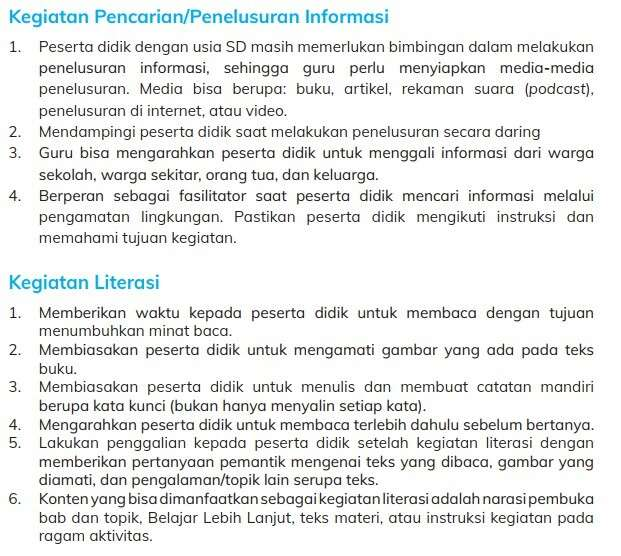 Kegiatan Pencarian/Penelusuran Informasi
1. Peserta didik dengan usia SD masih memerlukan bimbingan dalam melakukan
penelusuran informasi, sehingga guru perlu menyiapkan media-media
penelusuran. Media bisa berupa: buku, artikel, rekaman suara (podcast),
penelusuran di internet, atau video.
2. Mendampingi peserta didik saat melakukan penelusuran secara daring
3. Guru bisa mengarahkan peserta didik untuk menggali informasi dari warga
sekolah, warga sekitar, orang tua, dan keluarga.
4. Berperan sebagai fasilitator saat peserta didik mencari informasi melalui
pengamatan lingkungan. Pastikan peserta didik mengikuti instruksi dan
memahami tujuan kegiatan.
Kegiatan Literasi
1. Memberikan waktu kepada peserta didik untuk membaca dengan tujuan
menumbuhkan minat baca.
2. Membiasakan peserta didik untuk mengamati gambar yang ada pada teks
buku.
3. Membiasakan peserta didik untuk menulis dan membuat catatan mandiri
berupa kata kunci (bukan hanya menyalin setiap kata).
4. Mengarahkan peserta didik untuk membaca terlebih dahulu sebelum bertanya.
5. Lakukan penggalian kepada peserta didik setelah kegiatan literasi dengan
memberikan pertanyaan pemantik mengenai teks yang dibaca, gambar yang
diamati, dan pengalaman/topik lain serupa teks.
6. Konten yang bisa dimanfaatkan sebagai kegiatan literasi adalah narasi pembuka
bab dan topik, Belajar Lebih Lanjut, teks materi, atau instruksi kegiatan pada
ragam aktivitas.